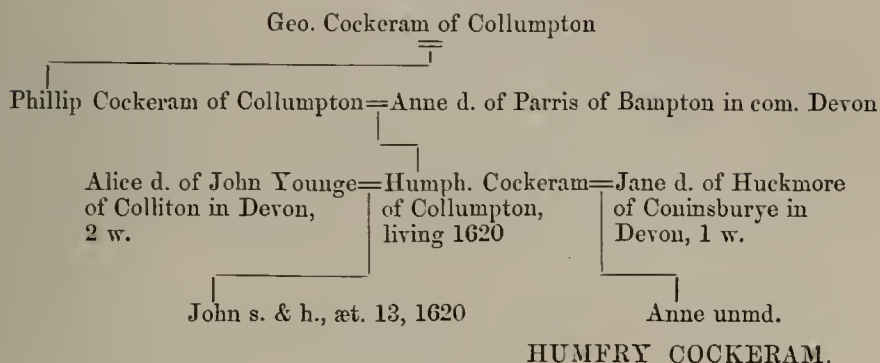 Geo. Cockeram of Collumpton
Phillip Cockeram of Collumpton=Anne d. of Parris of Bampton in com. Devon
Alice d. of John Younge=Humph. Cockeram=Jane d. of Huckmore
of Colliton in Devon, of Collumpton, of Couinsburye in
2 w. living 1620 Devon, 1 w.
John s. & h., æt. 13, 1620 Anne unmd.
HUMFRY COCKERAM.